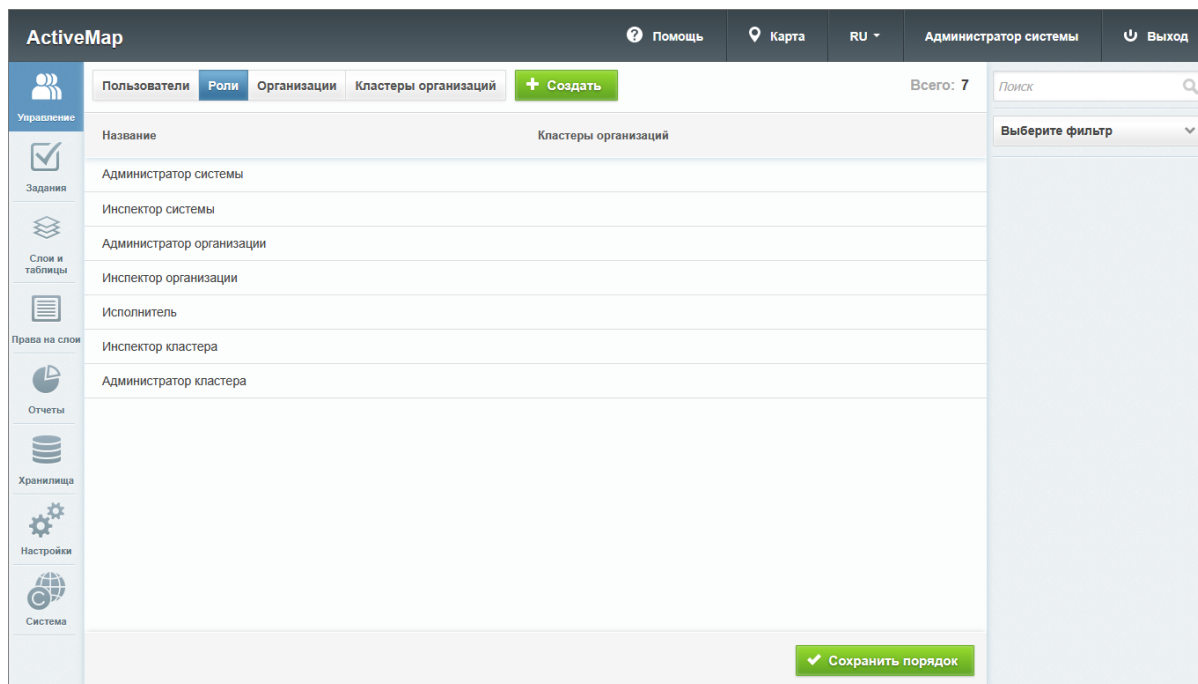 ActiveMap
Помощь
Карта
RU
Администратор системы
Выход
Управление
Задания
Слои и
таблицы
Права на слои
Отчеты
Хранилища
Настройки
Система
Пользователи
Роли
Организации
Кластеры организаций
Создать
Всего: 7
Название
Кластеры организаций
Администратор системы
Инспектор системы
Администратор организации
Инспектор организации
Исполнитель
Инспектор кластера
Администратор кластера
Сохранить порядок
Поиск
Выберите фильтр